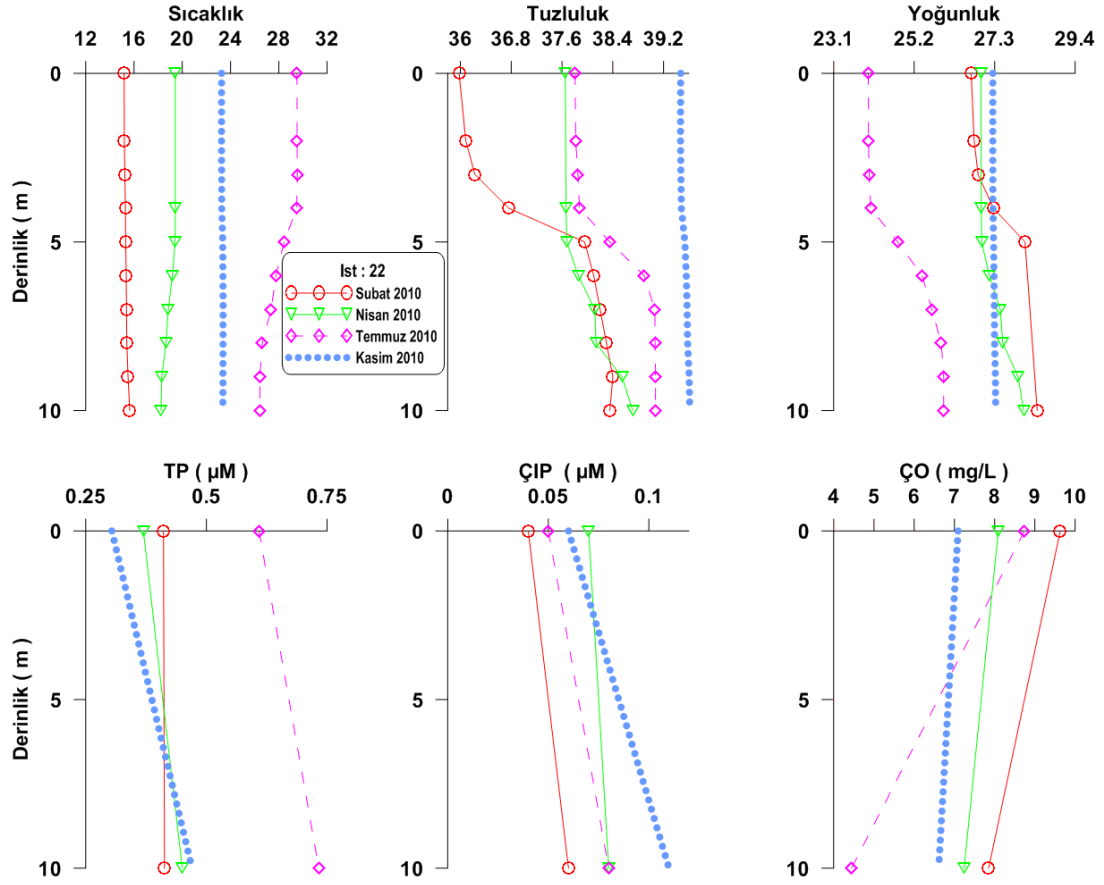 Sıcaklık
12 16 20 24 28 32
0
5
10
Derinlik ( m )
Ist : 22
Subat 2010
Nisan 2010
Temmuz 2010
Kasim 2010
Tuzluluk
36 36.8 37.6 38.4 39.2
Yoğunluk
23.1 25.2 27.3 29.4
TP ( µM )
0.25 0.5 0.75
0
5
10
Derinlik ( m )
ÇIP ( µM )
0 0.05 0.1
ÇO ( mg/L )
4 5 6 7 8 9 10